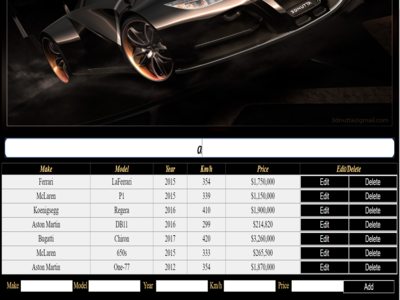 a
Make Model Year Km/h Price Edit/Delete
Ferrari LaFerrari 2015 354 $1,750,000 Edit Delete
McLaren P1 2015 339 $1,150,000 Edit Delete
Koenigsegg Regera 2016 410 $1,900,000 Edit Delete
Aston Martin DB11 2016 299 $214,820 Edit Delete
Bugatti Chiron 2017 420 $3,260,000 Edit Delete
McLaren 650s 2015 333 $265,500 Edit Delete
Aston Martin One-77 2012 354 $1,870,000 Edit Delete
Make Model Year Km/h Price Add